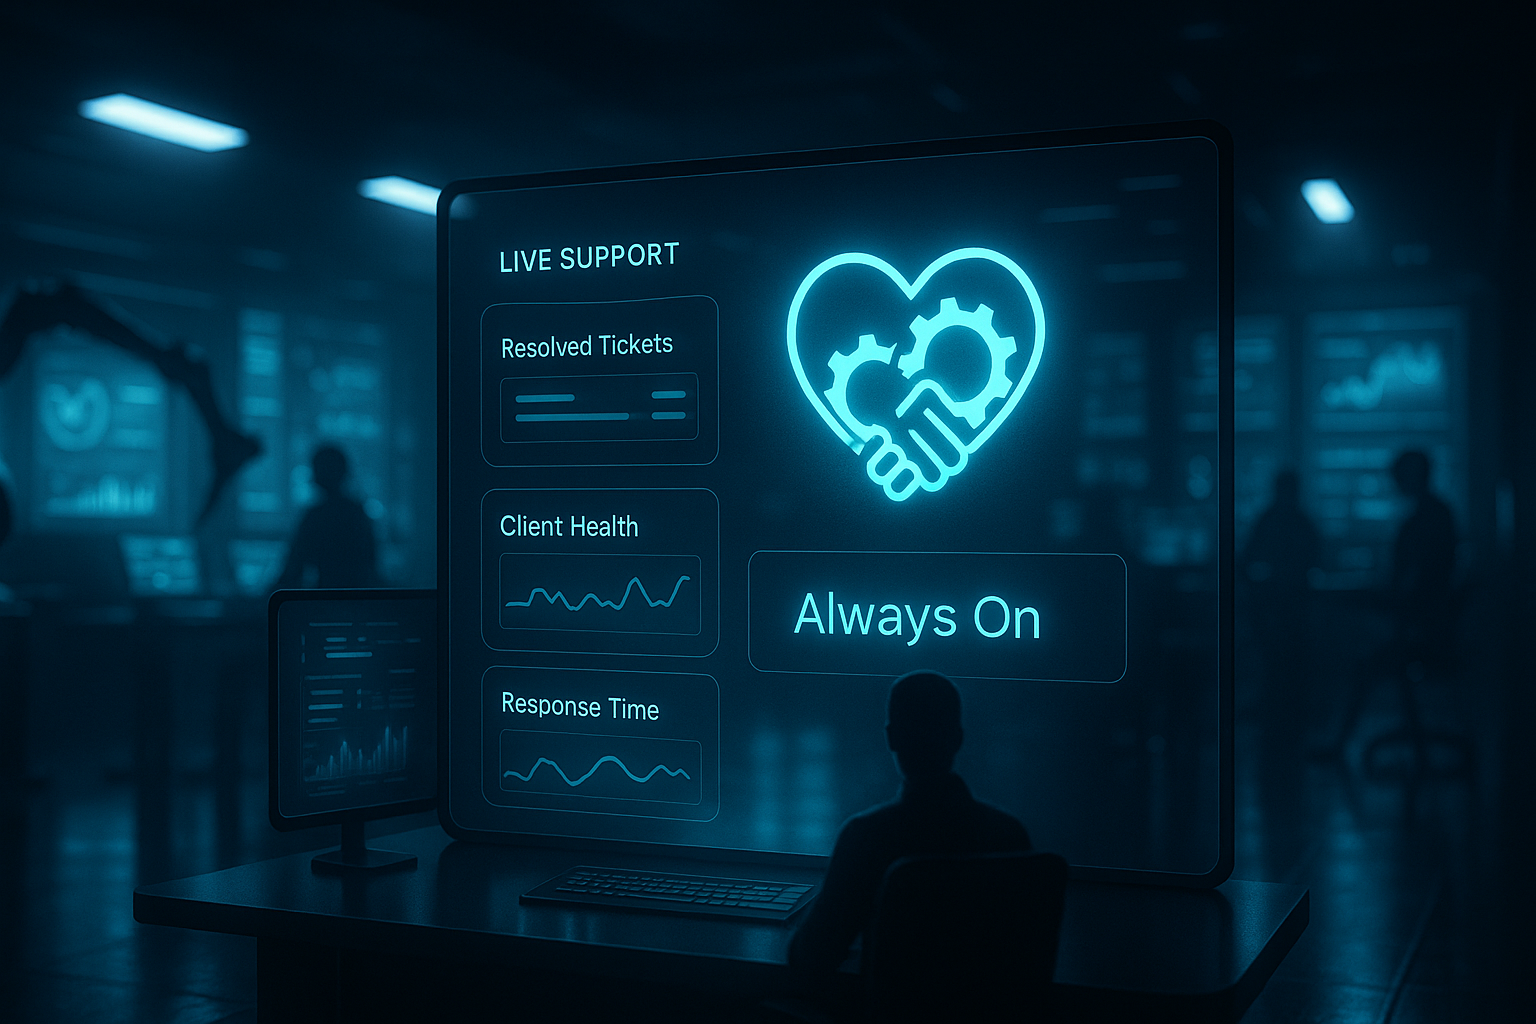 LIVE SUPPORT
Resolved Tickets
Client Health
Response Time
Always On